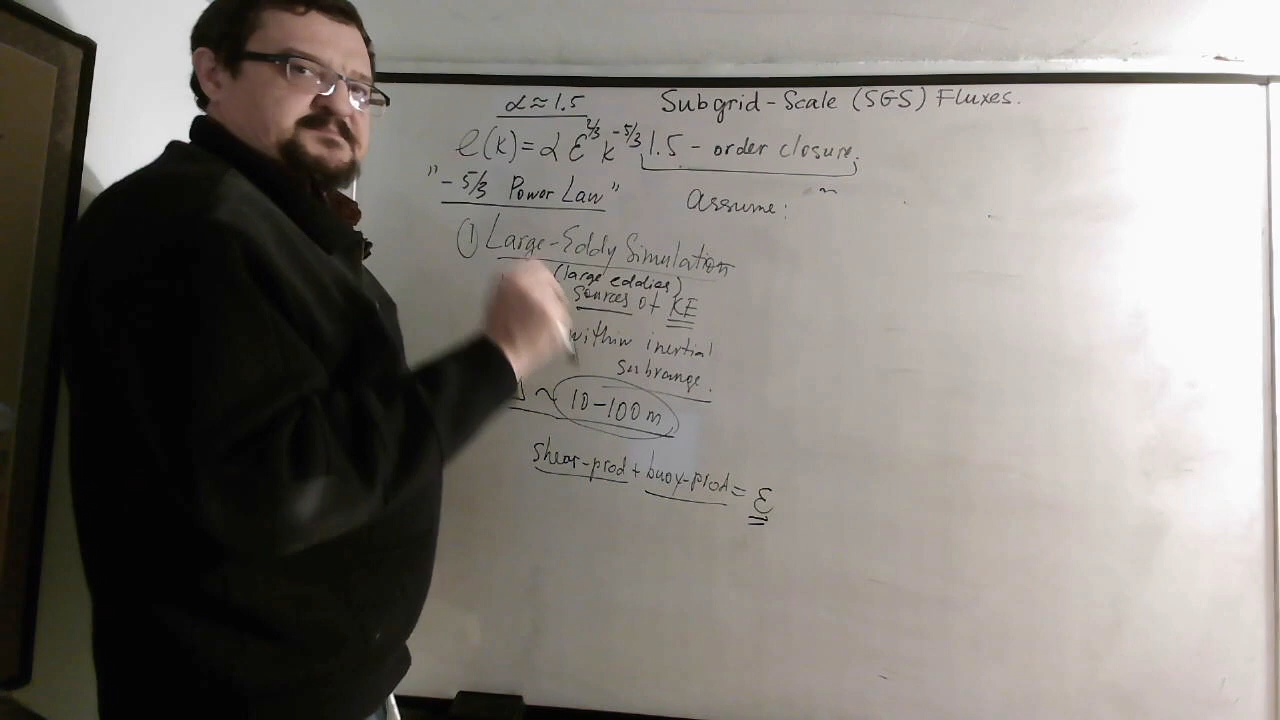 α ≈ 1.5
Subgrid-Scale (SGS) Fluxes.
e(k) = α ε^2/3 k^-5/3
1.5 - order closure.
"- 5/3 Power Law"
Assume:
① Large-Eddy Simulation
(large eddies)
sources of KE
within inertial
subrange.
~ 10-100 m
shear-prod + buoy-prod = ε